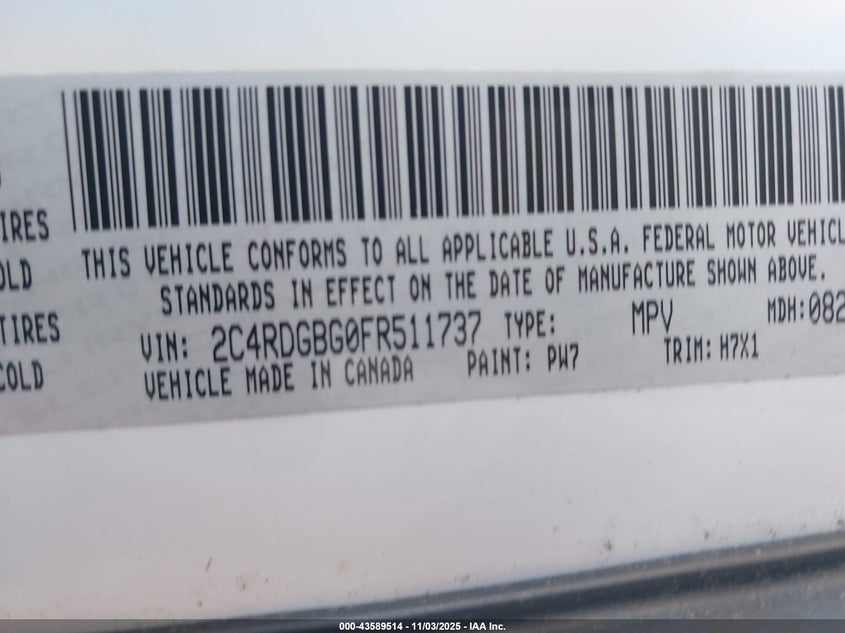 TIRES
COLD
TIRES
COLD
THIS VEHICLE CONFORMS TO ALL APPLICABLE U.S.A. FEDERAL MOTOR VEHICL
STANDARDS IN EFFECT ON THE DATE OF MANUFACTURE SHOWN ABOVE.
VIN: 2C4RDGBG0FR511737 TYPE: MPV MDH: 082
VEHICLE MADE IN CANADA PAINT: PW7 TRIM: H7X1
000-43589514 - 11/03/2025 - IAA Inc.